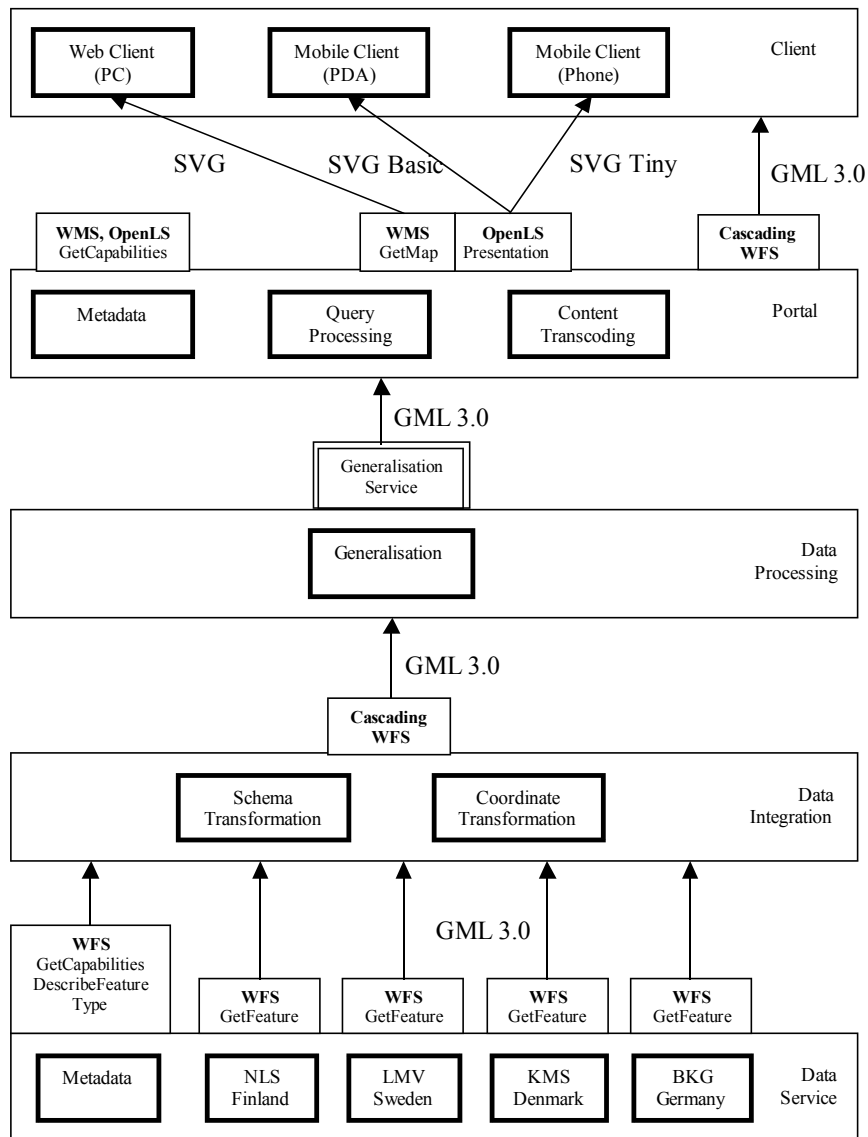 Web Client
(PC)
Mobile Client
(PDA)
Mobile Client
(Phone)
Client
SVG
SVG Basic
SVG Tiny
GML 3.0
WMS, OpenLS
GetCapabilities
WMS
GetMap
OpenLS
Presentation
Cascading
WFS
Metadata
Query
Processing
Content
Transcoding
Portal
GML 3.0
Generalisation
Service
Generalisation
Data
Processing
GML 3.0
Cascading
WFS
Schema
Transformation
Coordinate
Transformation
Data
Integration
GML 3.0
WFS
GetCapabilities
DescribeFeature
Type
WFS
GetFeature
WFS
GetFeature
WFS
GetFeature
WFS
GetFeature
Metadata
NLS
Finland
LMV
Sweden
KMS
Denmark
BKG
Germany
Data
Service